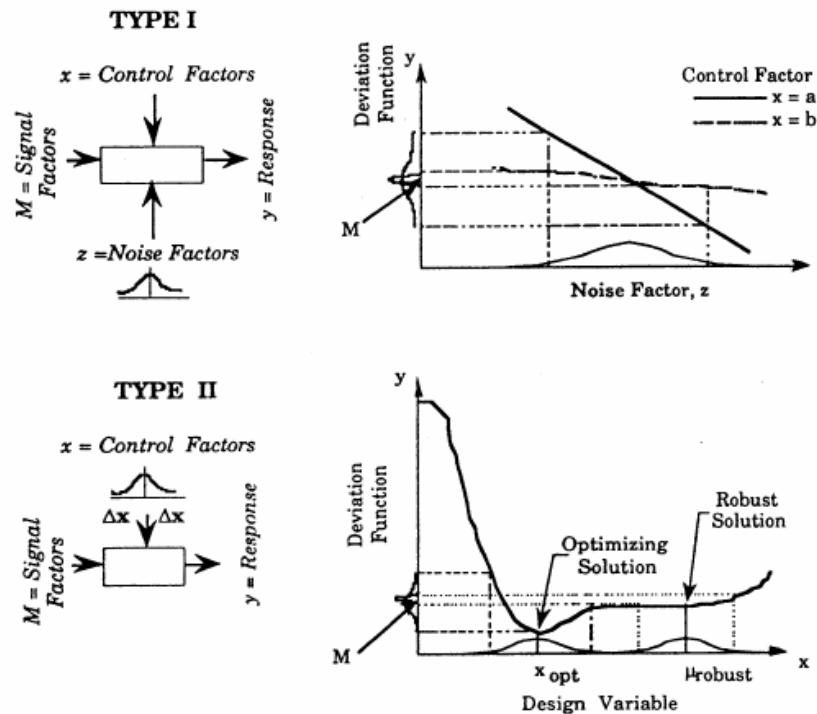 TYPE I
x = Control Factors
M = Signal
Factors
y = Response
z =Noise Factors
y
Deviation
Function
M
Control Factor
x = a
x = b
Noise Factor, z
TYPE II
x = Control Factors
Δx Δx
M = Signal
Factors
y = Response
y
Deviation
Function
M
Optimizing
Solution
Robust
Solution
x opt
μrobust
x
Design Variable